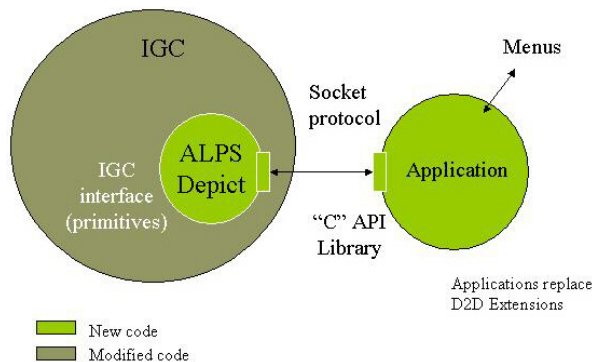 IGC
Menus
Socket
protocol
ALPS
Depict
Application
IGC
interface
(primitives)
“C” API
Library
Applications replace
D2D Extensions
New code
Modified code